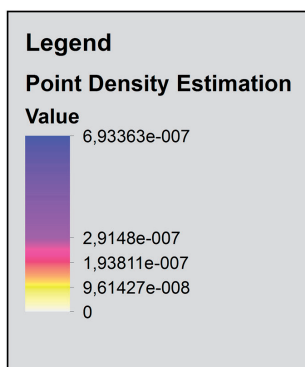 Legend
Point Density Estimation
Value
6,93363e-007
2,9148e-007
1,93811e-007
9,61427e-008
0